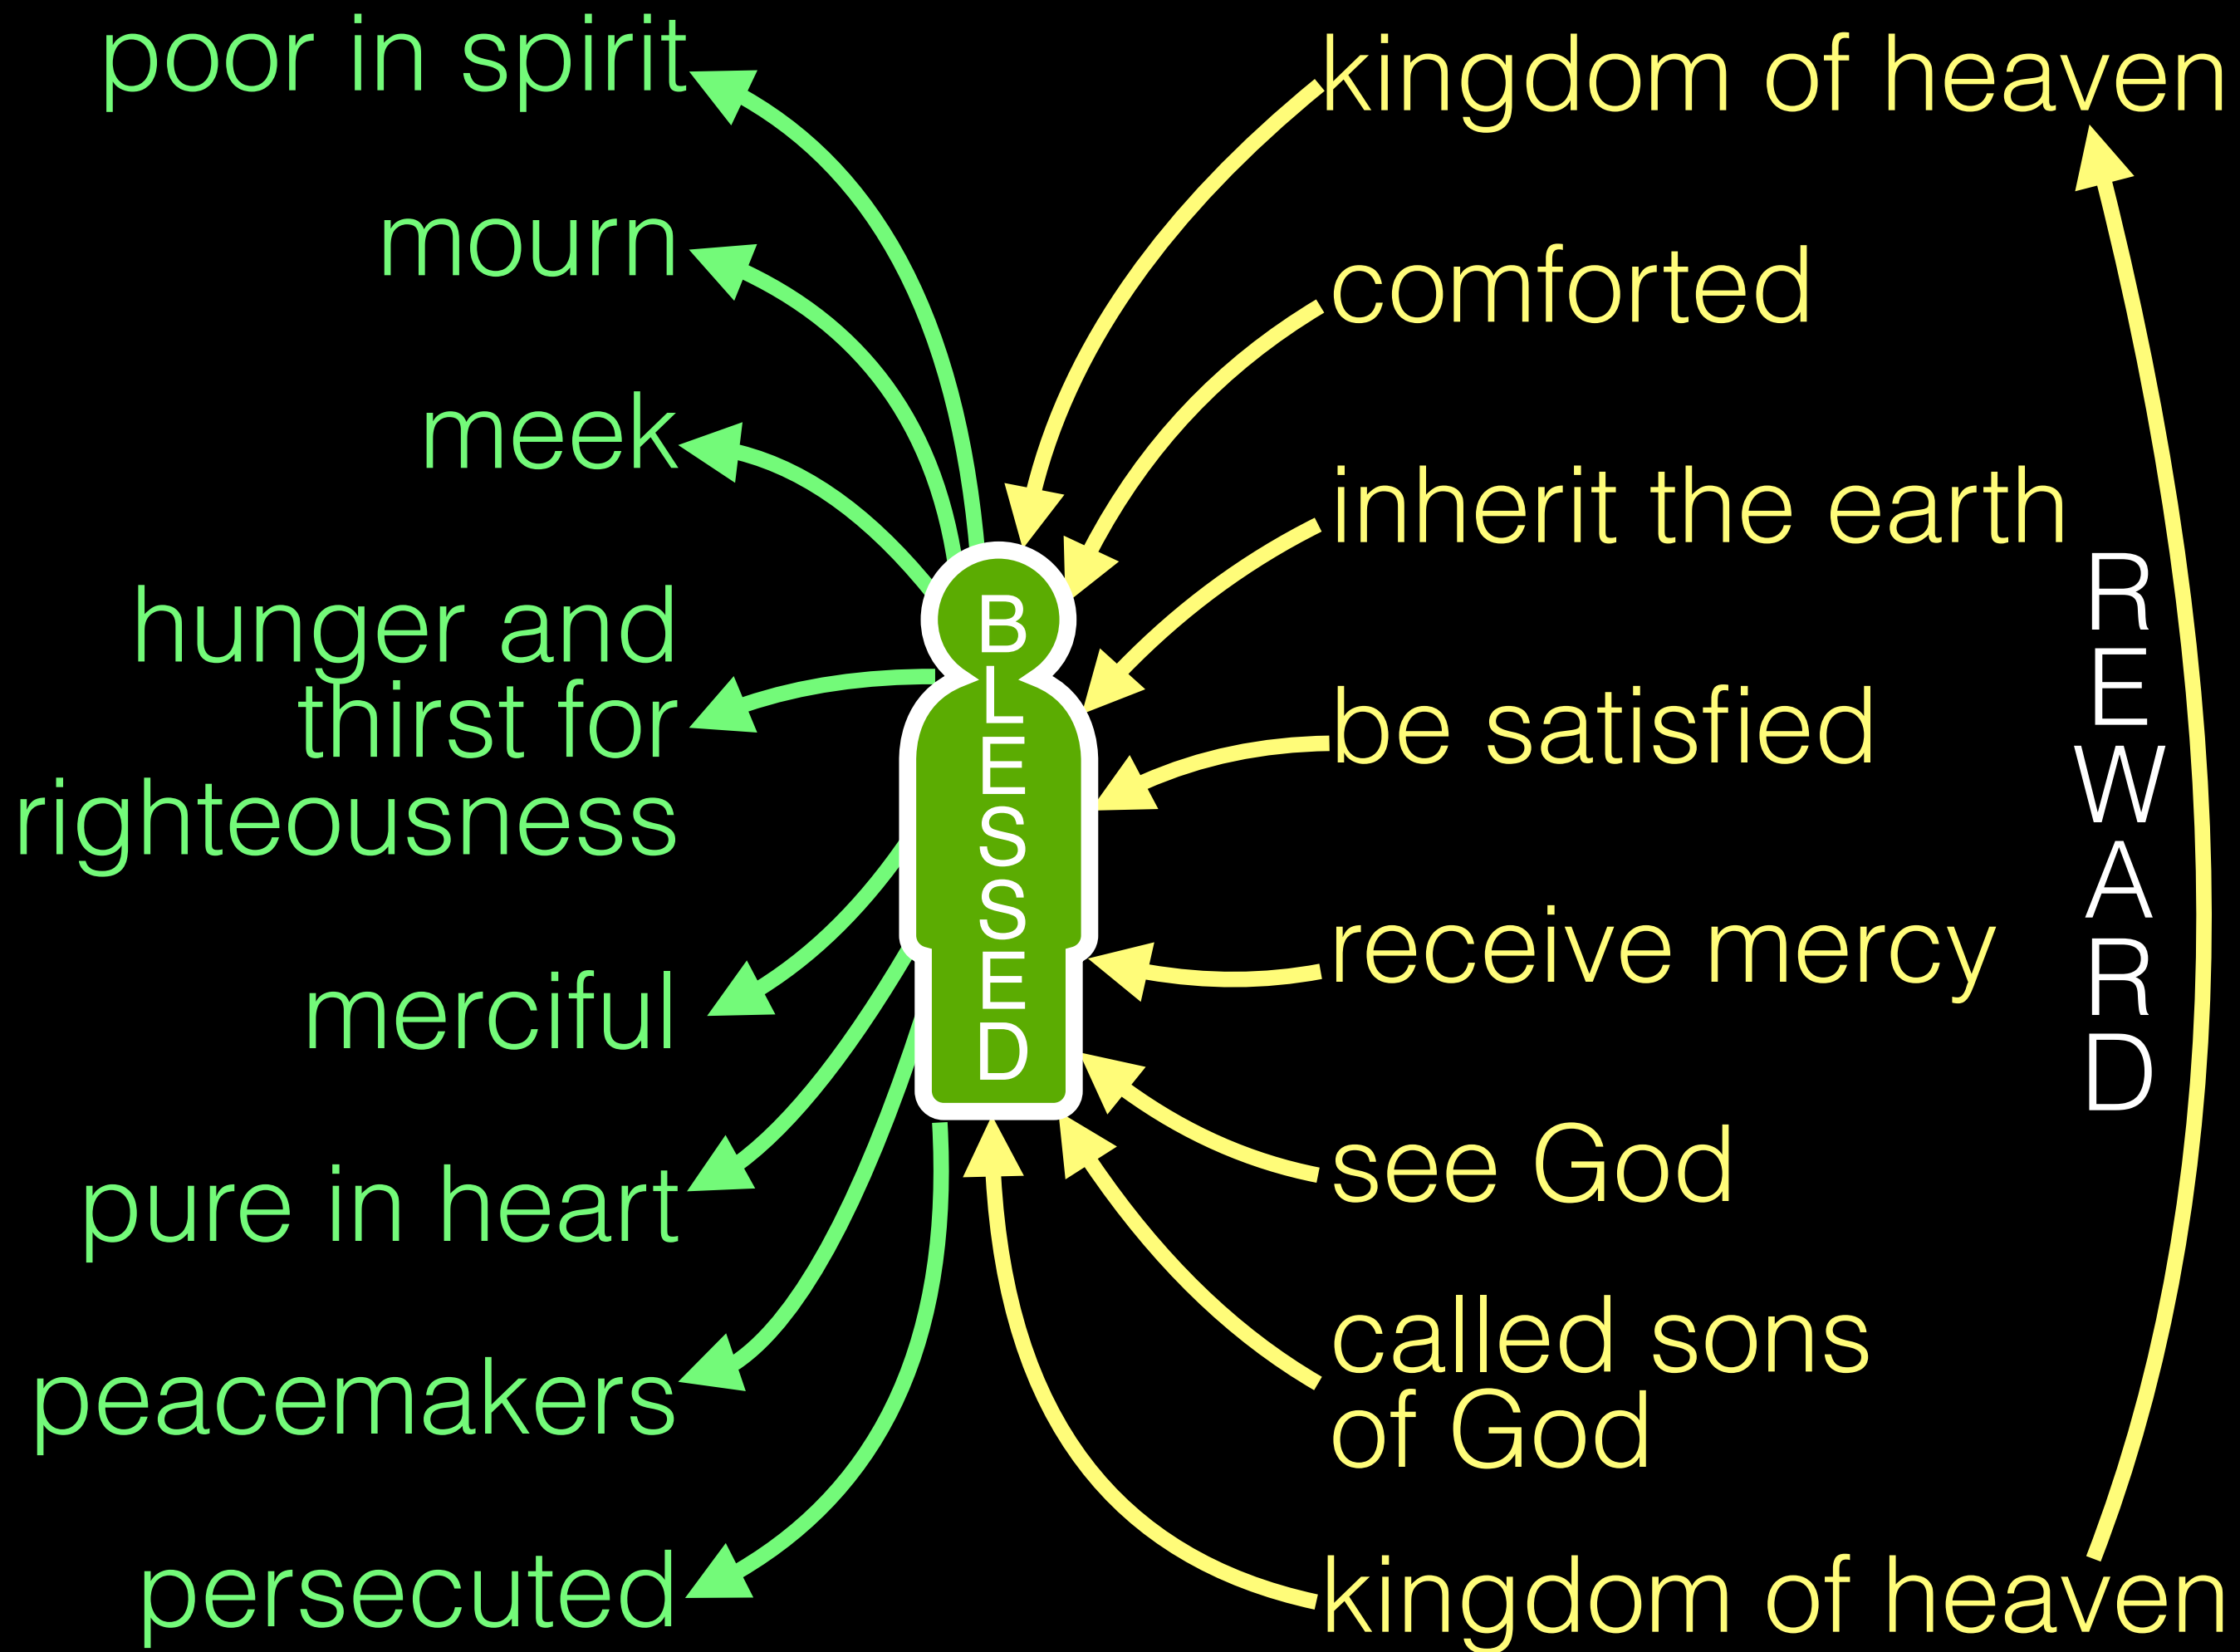 poor in spirit
mourn
meek
hunger and
thirst for
righteousness
merciful
pure in heart
peacemakers
persecuted
BLESSED
kingdom of heaven
comforted
inherit the earth
be satisfied
receive mercy
see God
called sons
of God
kingdom of heaven
REWARD